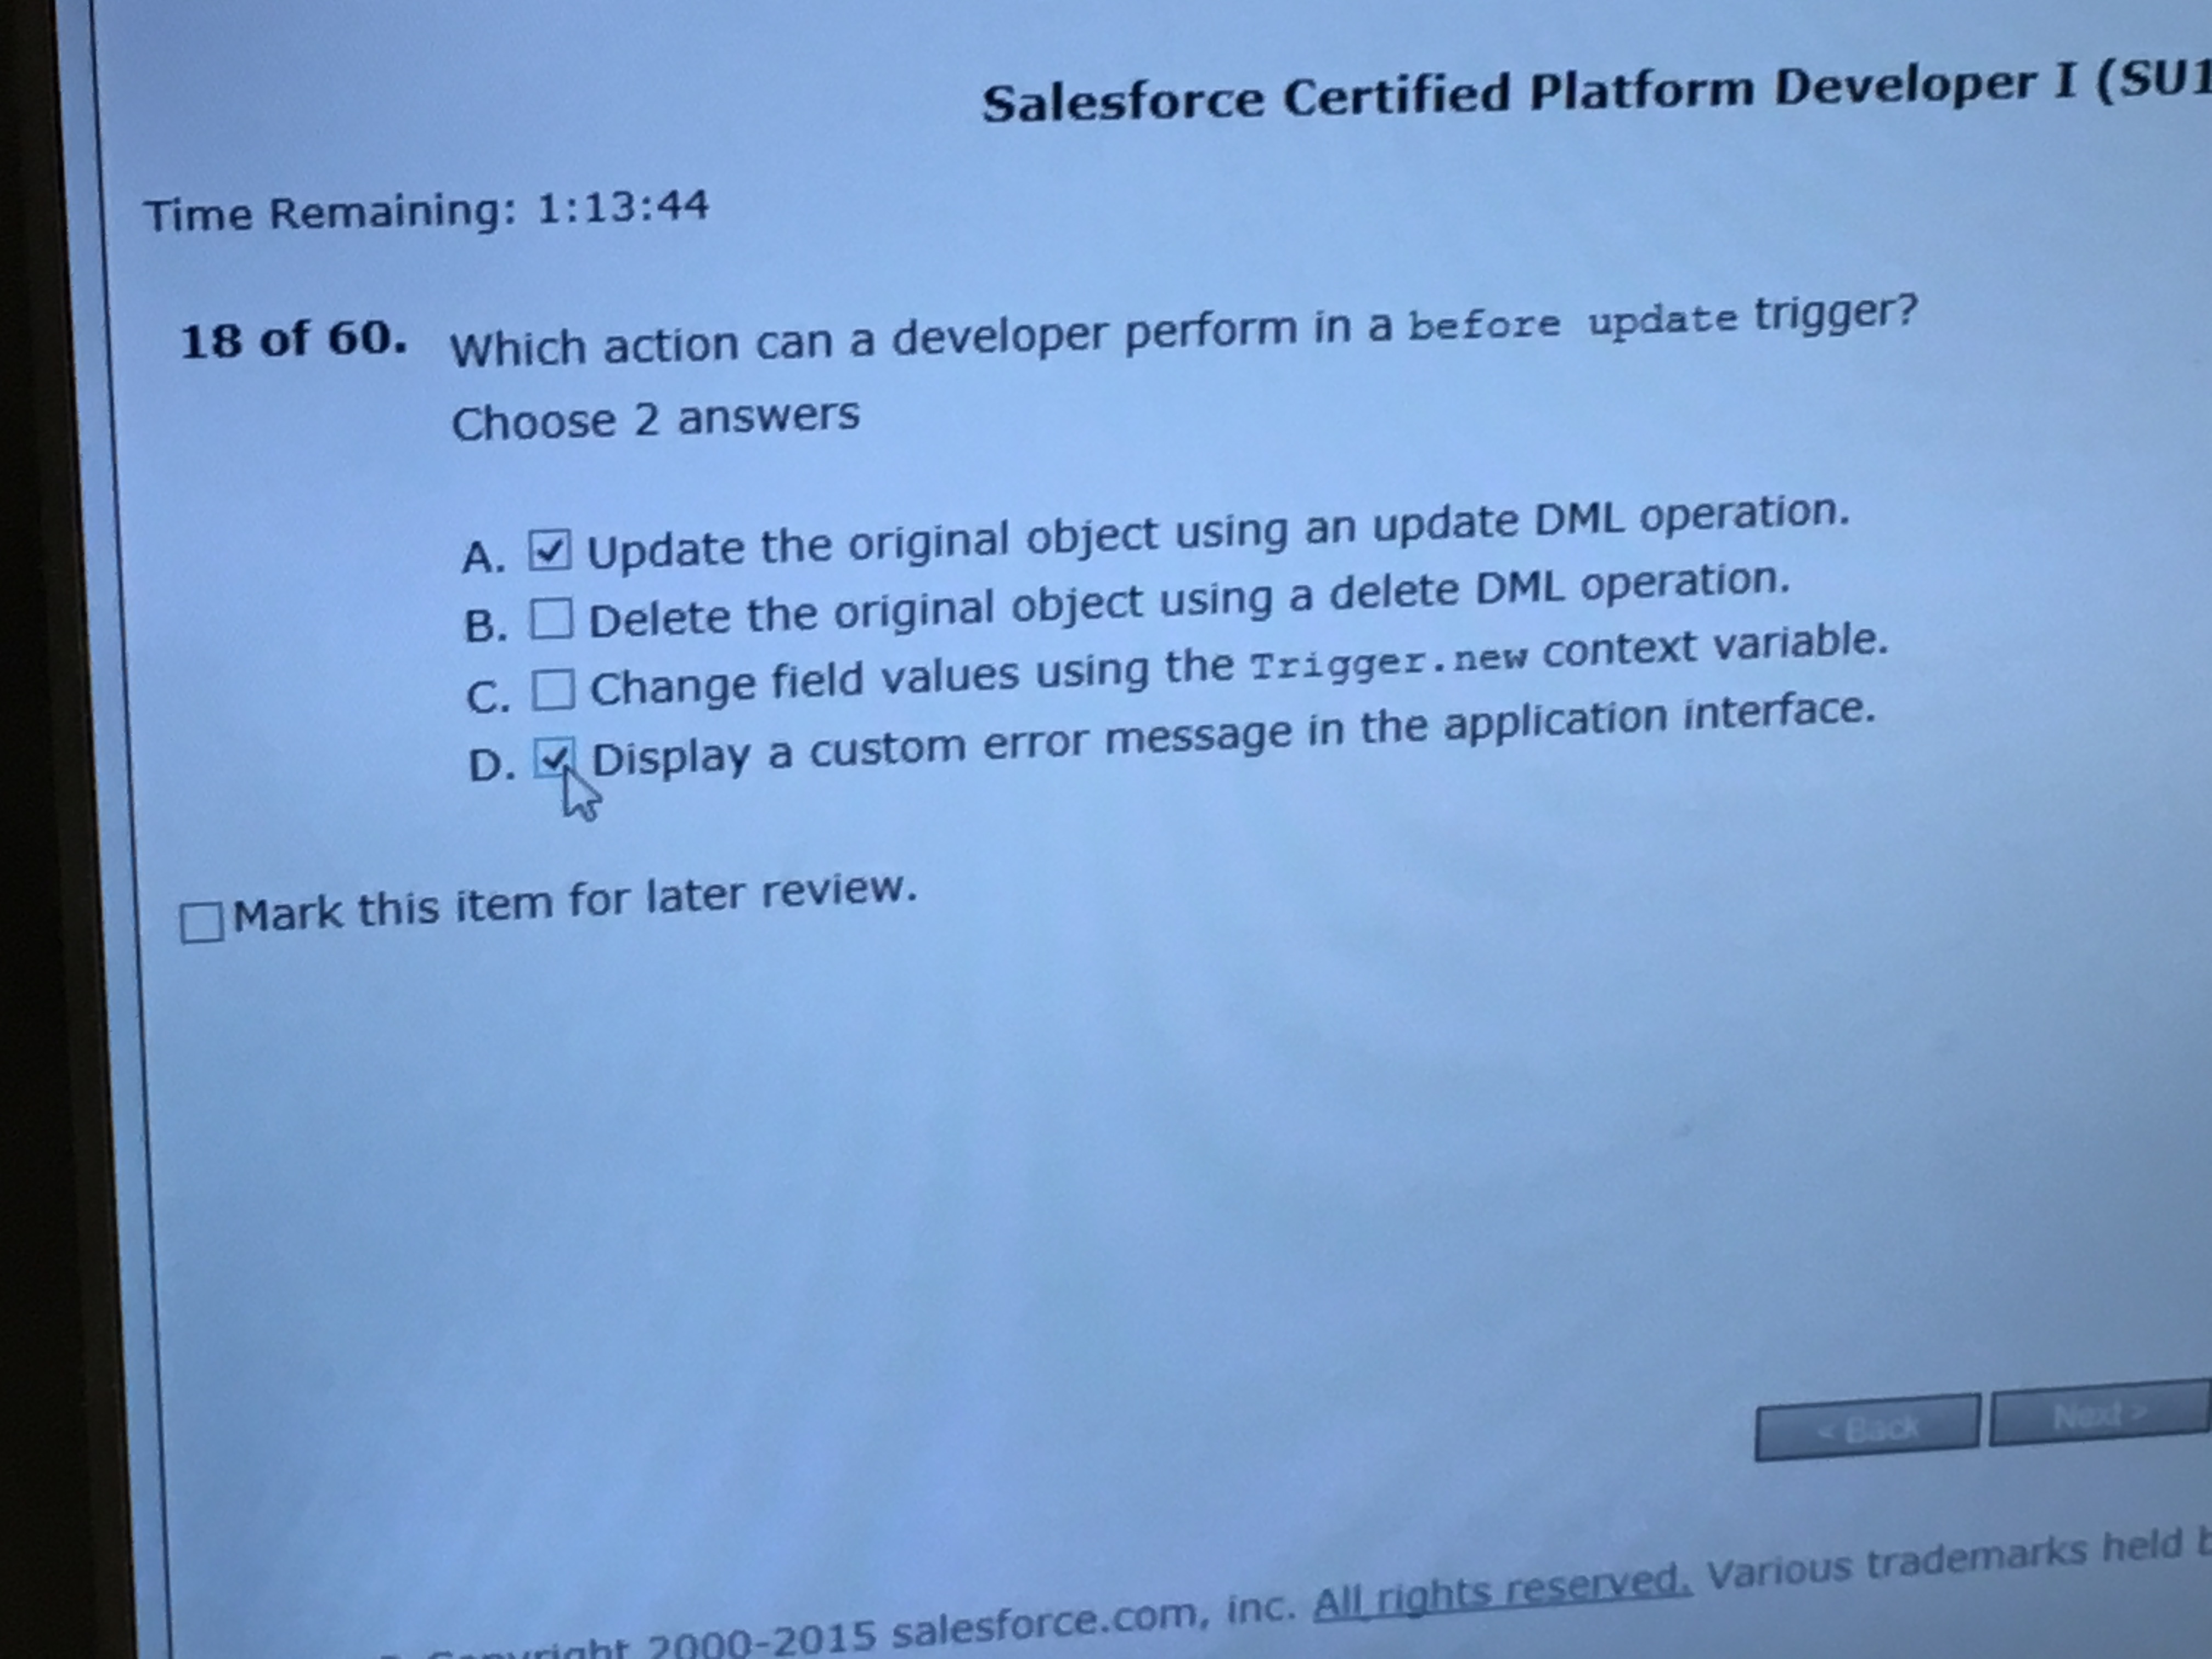 Salesforce Certified Platform Developer I (SU1
Time Remaining: 1:13:44
18 of 60. Which action can a developer perform in a before update trigger?
Choose 2 answers
A. Update the original object using an update DML operation.
B. Delete the original object using a delete DML operation.
C. Change field values using the Trigger.new context variable.
D. Display a custom error message in the application interface.
Mark this item for later review.
< Back Next >
Copyright 2000-2015 salesforce.com, inc. All rights reserved. Various trademarks held